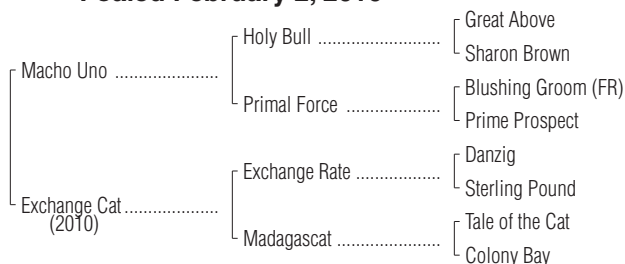 Foaled February 2, 2016
Great Above
Holy Bull ..........................
Sharon Brown
Macho Uno ......................
Blushing Groom (FR)
Primal Force ....................
Prime Prospect
Danzig
Exchange Rate ..................
Sterling Pound
Exchange Cat....................
(2010)
Tale of the Cat
Madagascat ......................
Colony Bay